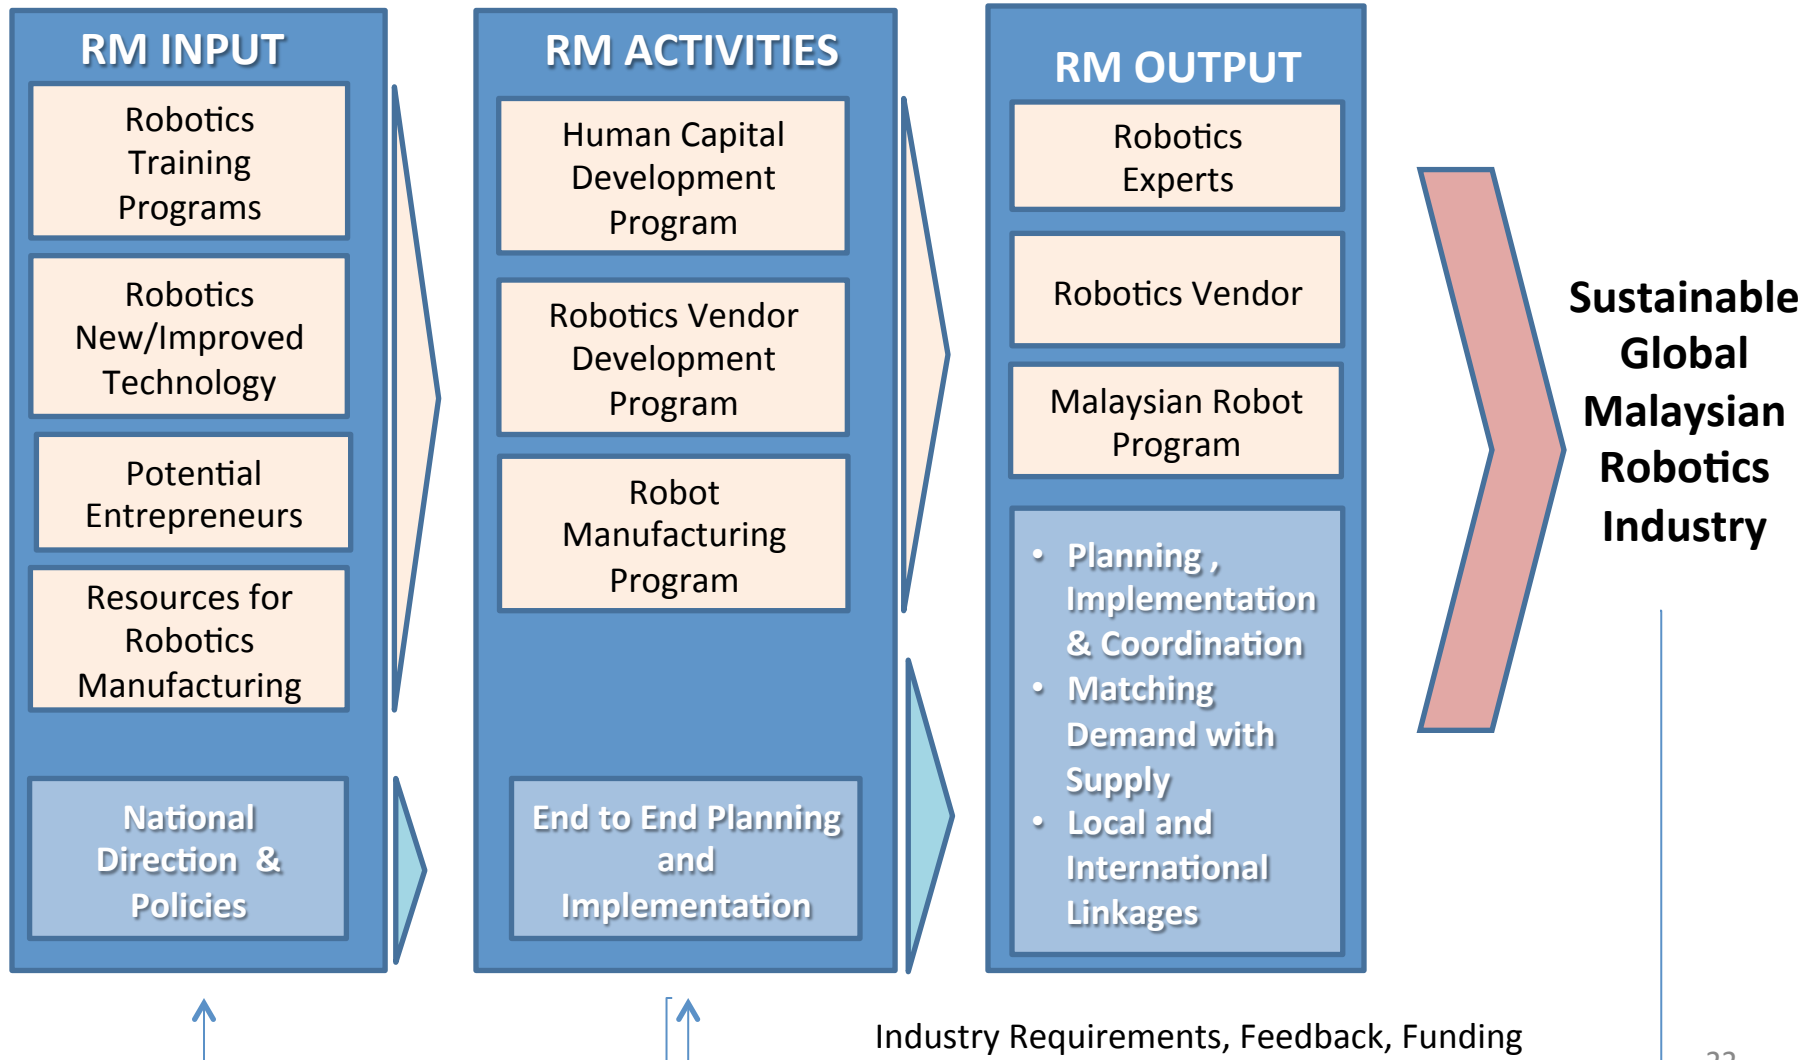 RM INPUT
Robotics
Training
Programs
Robotics
New/Improved
Technology
Potential
Entrepreneurs
Resources for
Robotics
Manufacturing
National
Direction & 
Policies
RM ACTIVITIES
Human Capital
Development
Program
Robotics Vendor
Development
Program
Robot
Manufacturing
Program
End to End Planning
and
Implementation
RM OUTPUT
Robotics
Experts
Robotics Vendor
Malaysian Robot
Program
• Planning ,
Implementation
& Coordination
• Matching
Demand with
Supply
• Local and
International
Linkages
Sustainable
Global
Malaysian
Robotics
Industry
Industry Requirements, Feedback, Funding